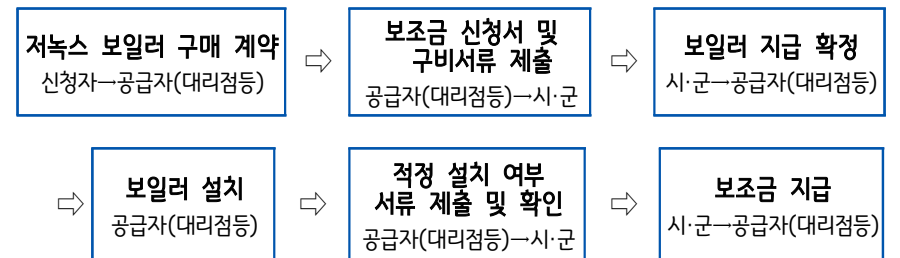 저녹스 보일러 구매 계약
신청자→공급자(대리점등)
⇨
보조금 신청서 및
구비서류 제출
공급자(대리점등)→시·군
⇨
보일러 지급 확정
시·군→공급자(대리점등)
⇨
보일러 설치
공급자(대리점등)
⇨
적정 설치 여부
서류 제출 및 확인
공급자(대리점등)→시·군
⇨
보조금 지급
시·군→공급자(대리점등)